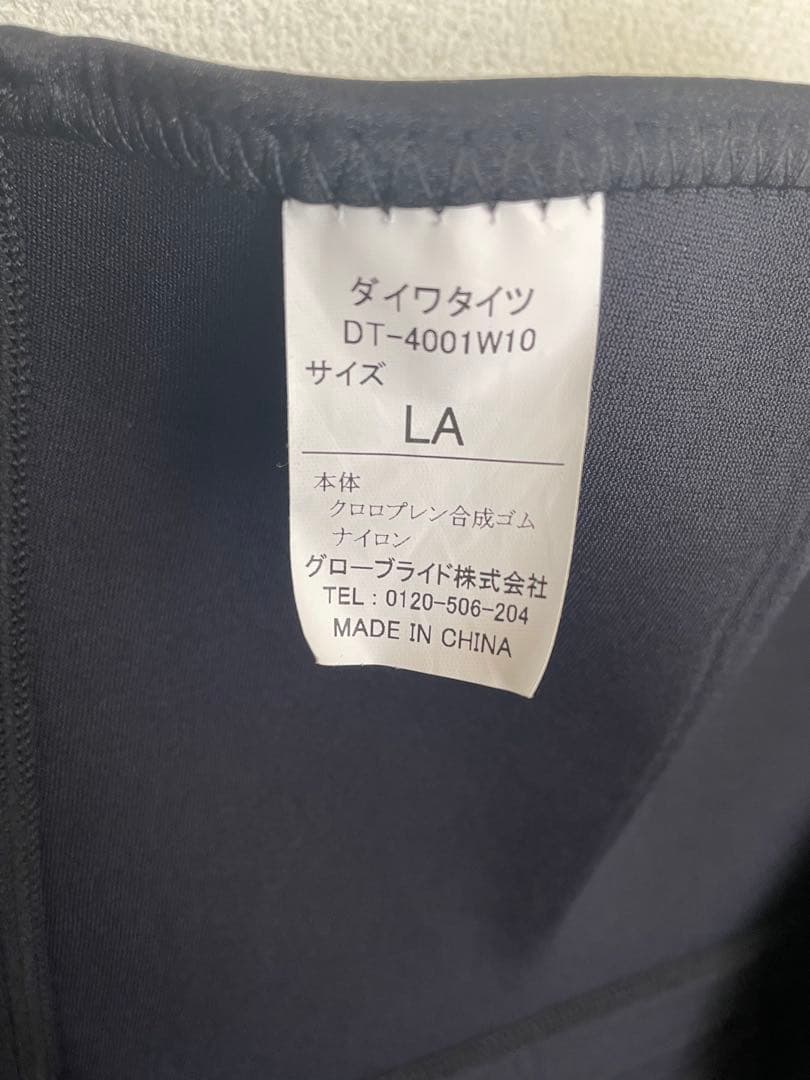 ダイワタイツ
DT-4001W10
サイズ
LA
本体
クロロプレン合成ゴム
ナイロン
グローブライド株式会社
TEL：0120-506-204
MADE IN CHINA